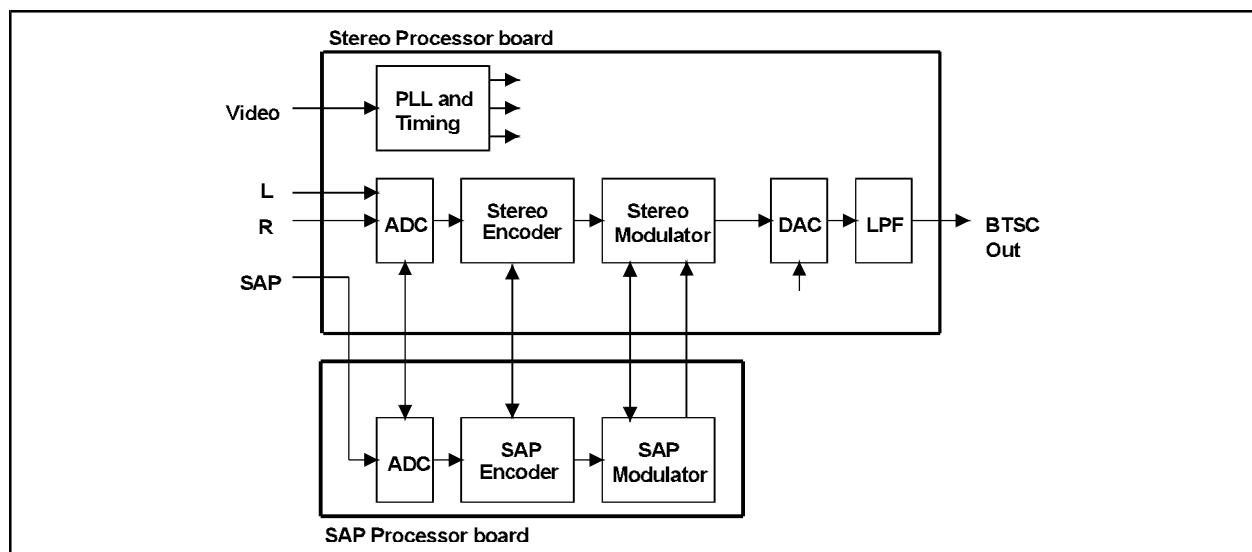 Stereo Processor board
Video
PLL and
Timing
L
R
SAP
ADC
Stereo
Encoder
Stereo
Modulator
DAC
LPF
BTSC
Out
ADC
SAP
Encoder
SAP
Modulator
SAP Processor board